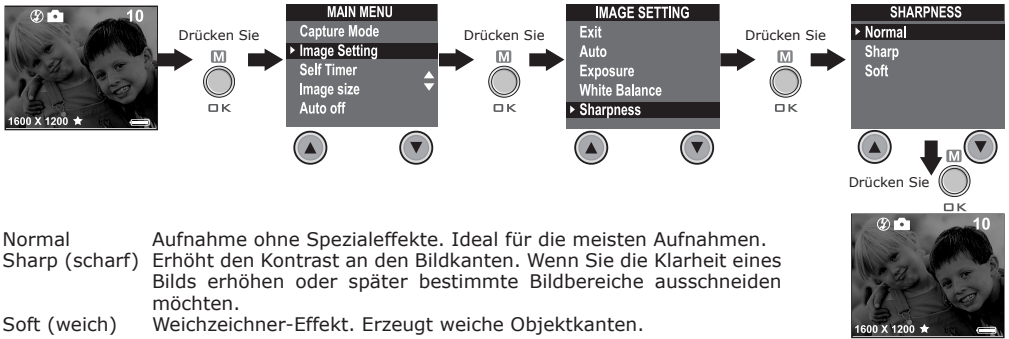 10
1600 X 1200
Drücken Sie
M
OK
MAIN MENU
Capture Mode
Image Setting
Self Timer
Image size
Auto off
Drücken Sie
M
OK
IMAGE SETTING
Exit
Auto
Exposure
White Balance
Sharpness
Drücken Sie
M
OK
SHARPNESS
Normal
Sharp
Soft
Drücken Sie
M
OK
10
1600 X 1200
Normal Aufnahme ohne Spezialeffekte. Ideal für die meisten Aufnahmen.
Sharp (scharf) Erhöht den Kontrast an den Bildkanten. Wenn Sie die Klarheit eines
Bilds erhöhen oder später bestimmte Bildbereiche ausschneiden
möchten.
Soft (weich) Weichzeichner-Effekt. Erzeugt weiche Objektkanten.